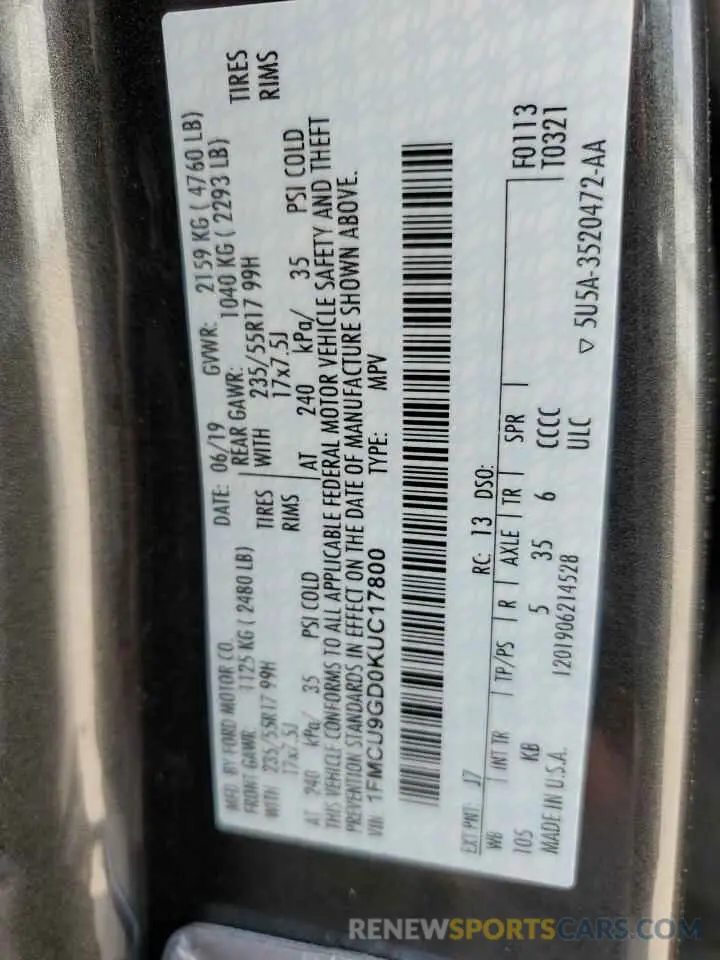 MFD. BY FORD MOTOR CO.
DATE: 06/19 GVWR: 2159 KG ( 4760 LB)
FRONT GAWR: 1125 KG ( 2480 LB)
REAR GAWR: 1040 KG ( 2293 LB)
WITH 235/55R17 99H TIRES
WITH 235/55R17 99H TIRES
17x7.5J RIMS
17x7.5J RIMS
AT 240 kPa/ 35 PSI COLD
AT 240 kPa/ 35 PSI COLD
THIS VEHICLE CONFORMS TO ALL APPLICABLE FEDERAL MOTOR VEHICLE SAFETY AND THEFT
PREVENTION STANDARDS IN EFFECT ON THE DATE OF MANUFACTURE SHOWN ABOVE.
VIN: 1FMCU9GD0KUC17800 TYPE: MPV
EXT PNT: J7 RC: 13 DSO: F0113
WB INT TR TP/PS R AXLE TR SPR T0321
105 KB 5 35 6 CCCC
MADE IN U.S.A. 1201906214528 ULC
▽ 5U5A-3520472-AA
RENEWSPORTSCARS.COM